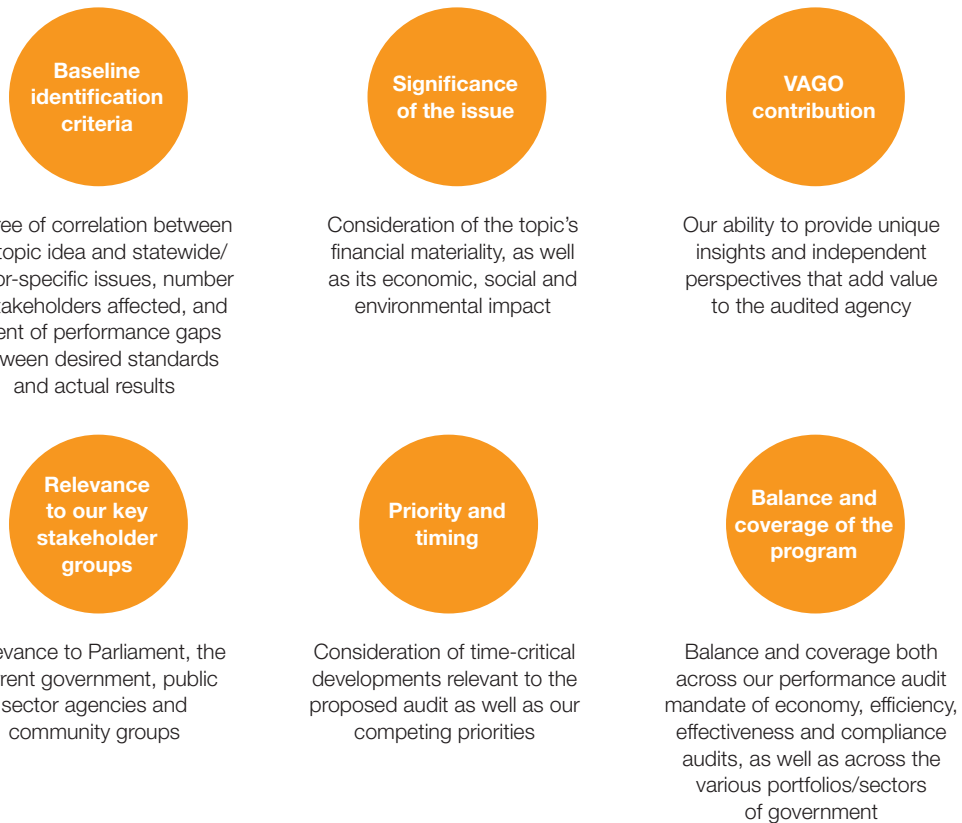 Baseline
identification
criteria
ree of correlation between
topic idea and statewide/
or-specific issues, number
takeholders affected, and
ent of performance gaps
ween desired standards
and actual results
Significance
of the issue
Consideration of the topic's
financial materiality, as well
as its economic, social and
environmental impact
VAGO
contribution
Our ability to provide unique
insights and independent
perspectives that add value
to the audited agency
Relevance
to our key
stakeholder
groups
evance to Parliament, the
rent government, public
sector agencies and
community groups
Priority and
timing
Consideration of time-critical
developments relevant to the
proposed audit as well as our
competing priorities
Balance and
coverage of the
program
Balance and coverage both
across our performance audit
mandate of economy, efficiency,
effectiveness and compliance
audits, as well as across the
various portfolios/sectors
of government